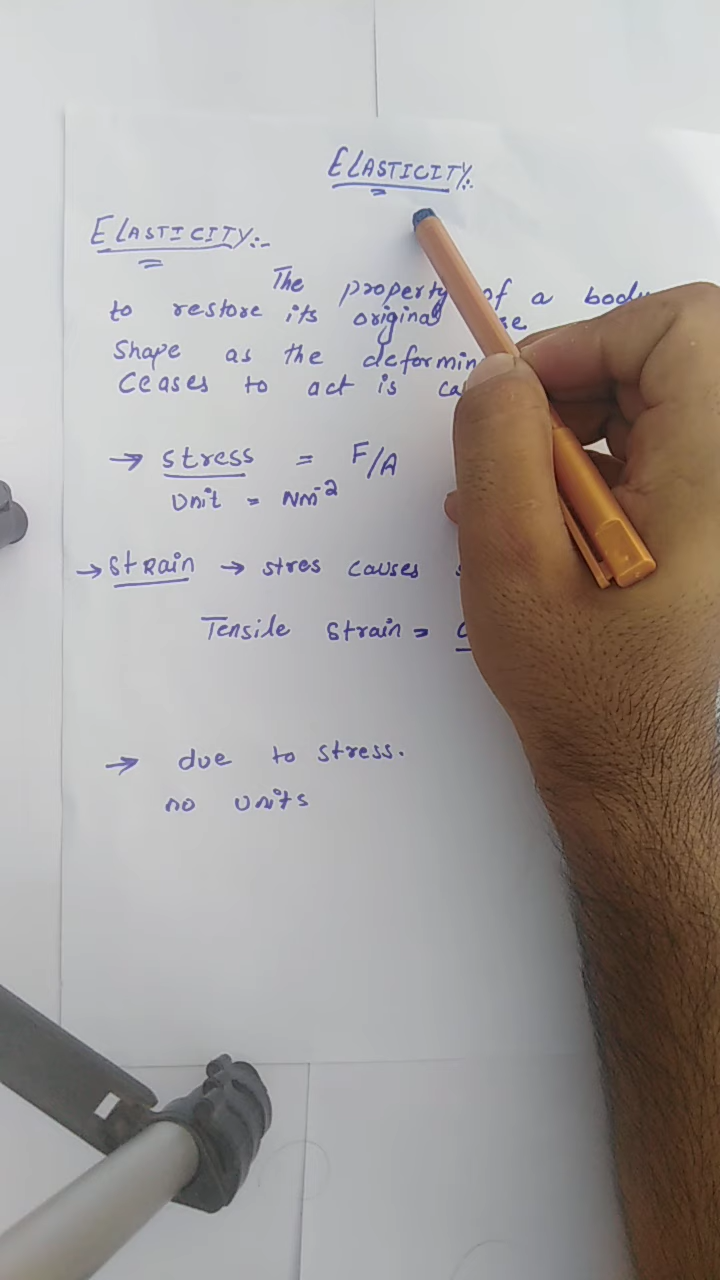 ELASTICITY:.
ELASTICITY:-
The property of a body
to restore its original
Shape as the
Ceases to act is
→ Stress = F/A
Unit = Nm⁻²
→ Strain → stres causes
Tensile Strain =
→ due to stress.
no units